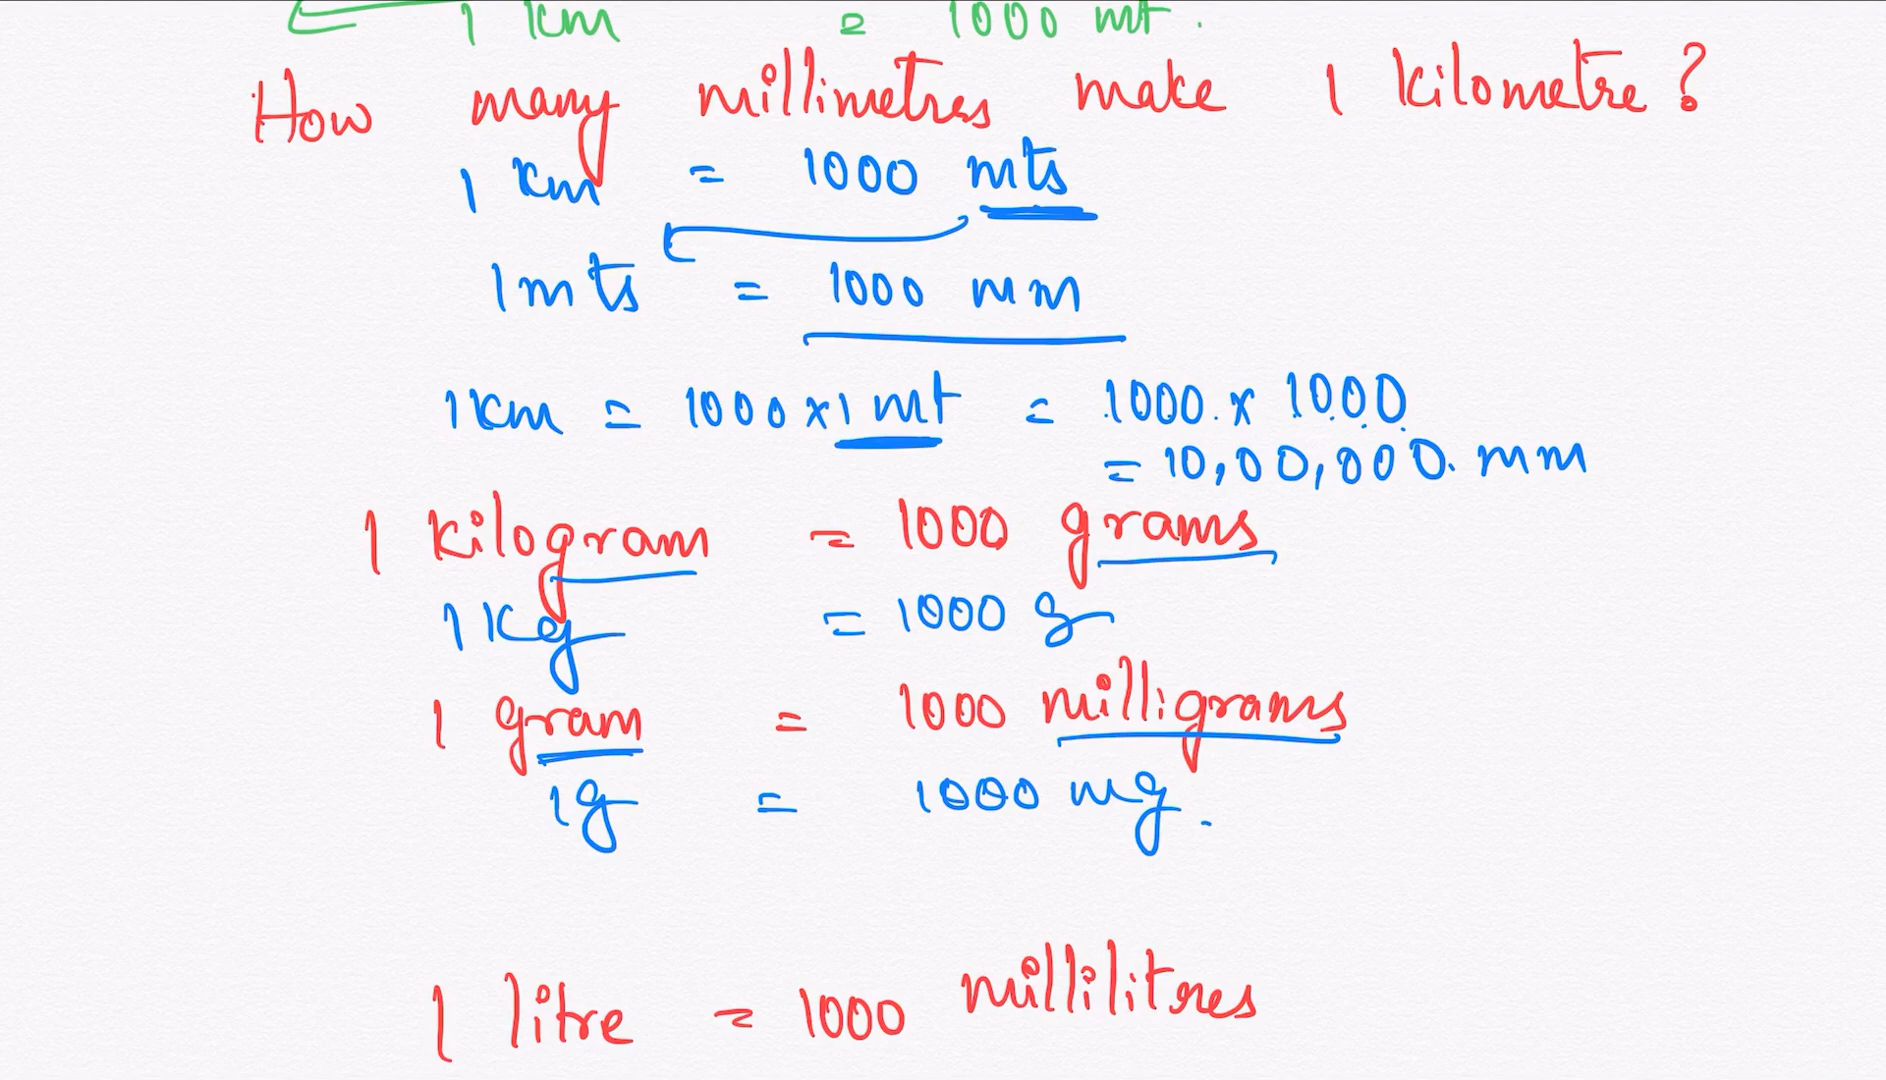 1 km = 1000 mt.
How many millimetres make 1 kilometre?
1 km = 1000 mts
1mts = 1000 mm
1km = 1000 x 1 mt = 1000 x 1000
= 10,00,000. mm
1 kilogram = 1000 grams
1 kg = 1000 g
1 gram = 1000 milligrams
1g = 1000 mg.
1 litre = 1000 millilitres